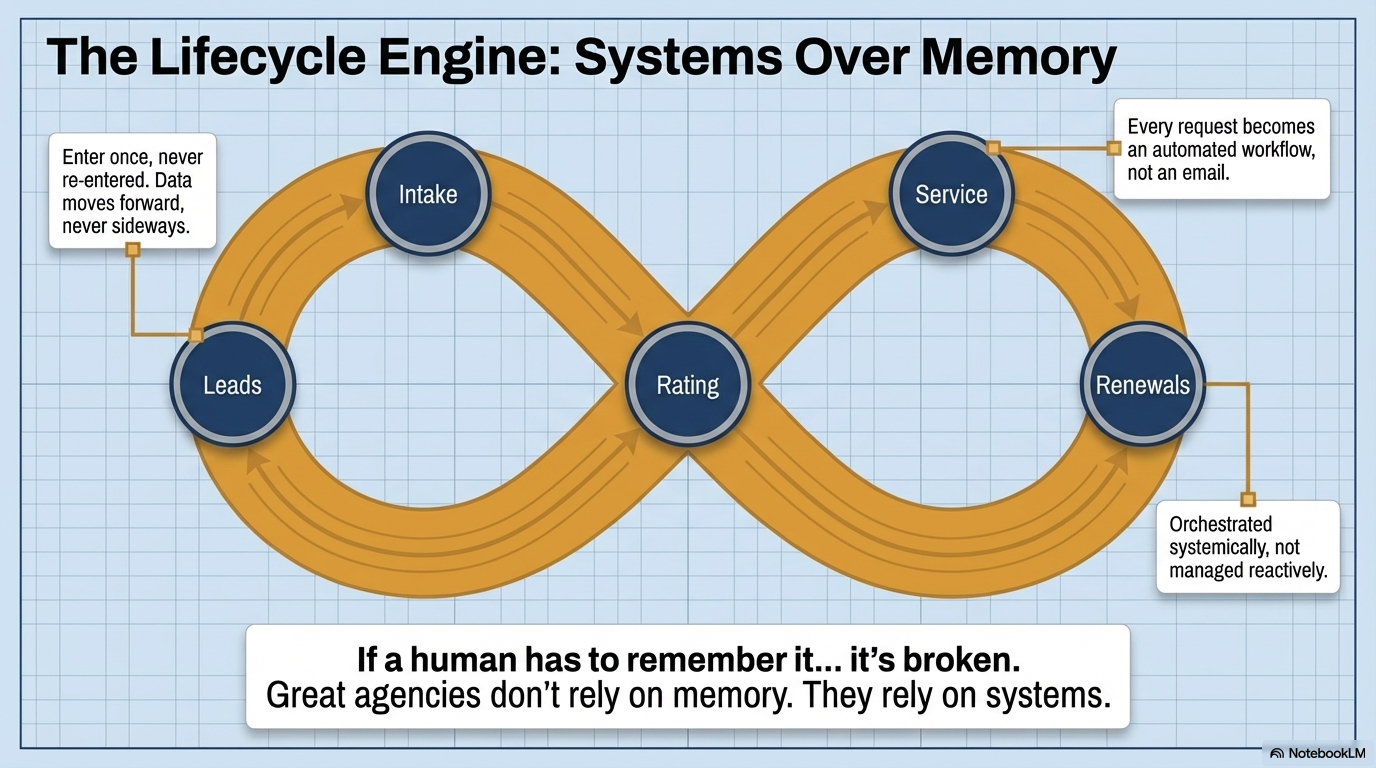 The Lifecycle Engine: Systems Over Memory
Enter once, never
re-entered. Data
moves forward,
never sideways.
Intake
Service
Every request becomes
an automated workflow,
not an email.
Leads
Rating
Renewals
Orchestrated
systemically, not
managed reactively.
If a human has to remember it... it's broken.
Great agencies don't rely on memory. They rely on systems.
NotebookLM